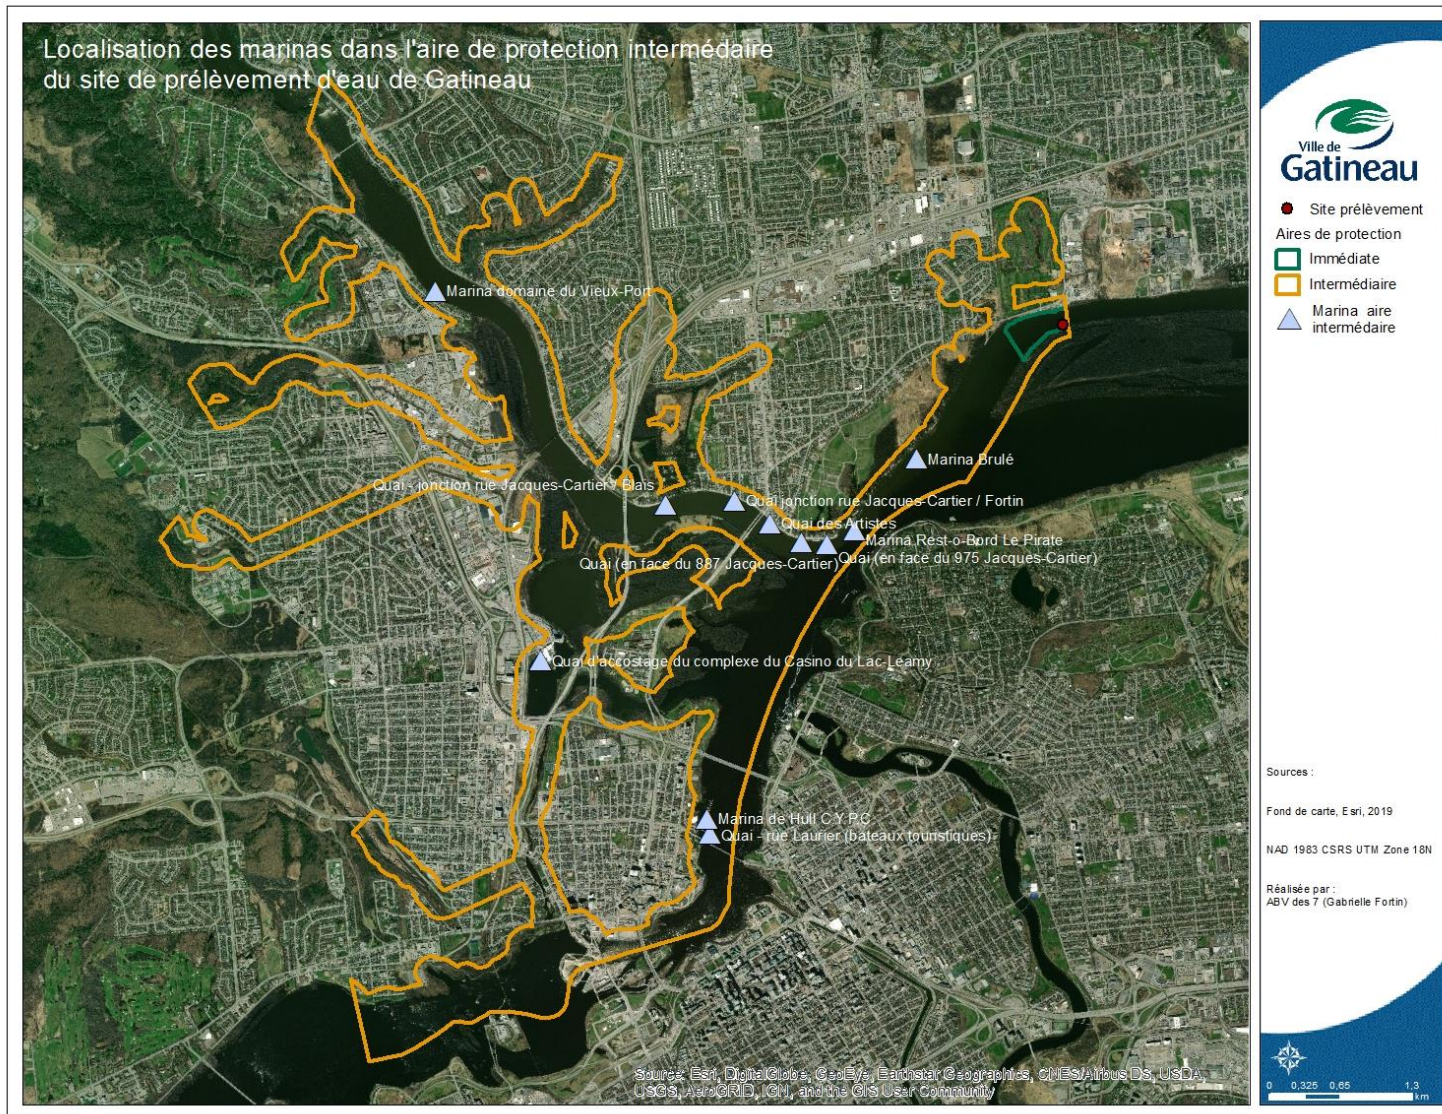 Localisation des marinas dans l'aire de protection intermédaire
du site de prélèvement d'eau de Gatineau
Marina domaine du Vieux-Port
Marina Brulé
Quai - jonction rue Jacques-Cartier / Blais
Quai jonction rue Jacques-Cartier / Fortin
Quai des Artistes
Marina Rest-o-Bord Le Pirate
Quai (en face du 887 Jacques-Cartier)
Quai (en face du 975 Jacques-Cartier)
Quai d'accostage du complexe du Casino du Lac-Leamy
Marina de Hull C.Y.P.C
Quai - rue Laurier (bateaux touristiques)
Source: Esri, DigitalGlobe, GeoEye, Earthstar Geographics, CNES/Airbus DS, USDA,
USGS, AeroGRID, IGN, and the GIS User Community
Ville de
Gatineau
Site prélèvement
Aires de protection
Immédiate
Intermédiaire
Marina aire
intermédaire
Sources :
Fond de carte, Esri, 2019
NAD 1983 CSRS UTM Zone 18N
Réalisée par :
ABV des 7 (Gabrielle Fortin)
0 0,325 0,65 1,3
km